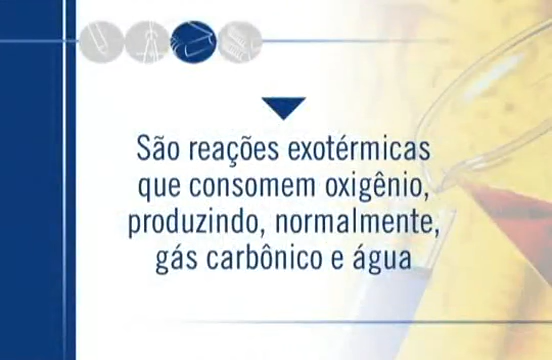 São reações exotérmicas
que consomem oxigênio,
produzindo, normalmente,
gás carbônico e água